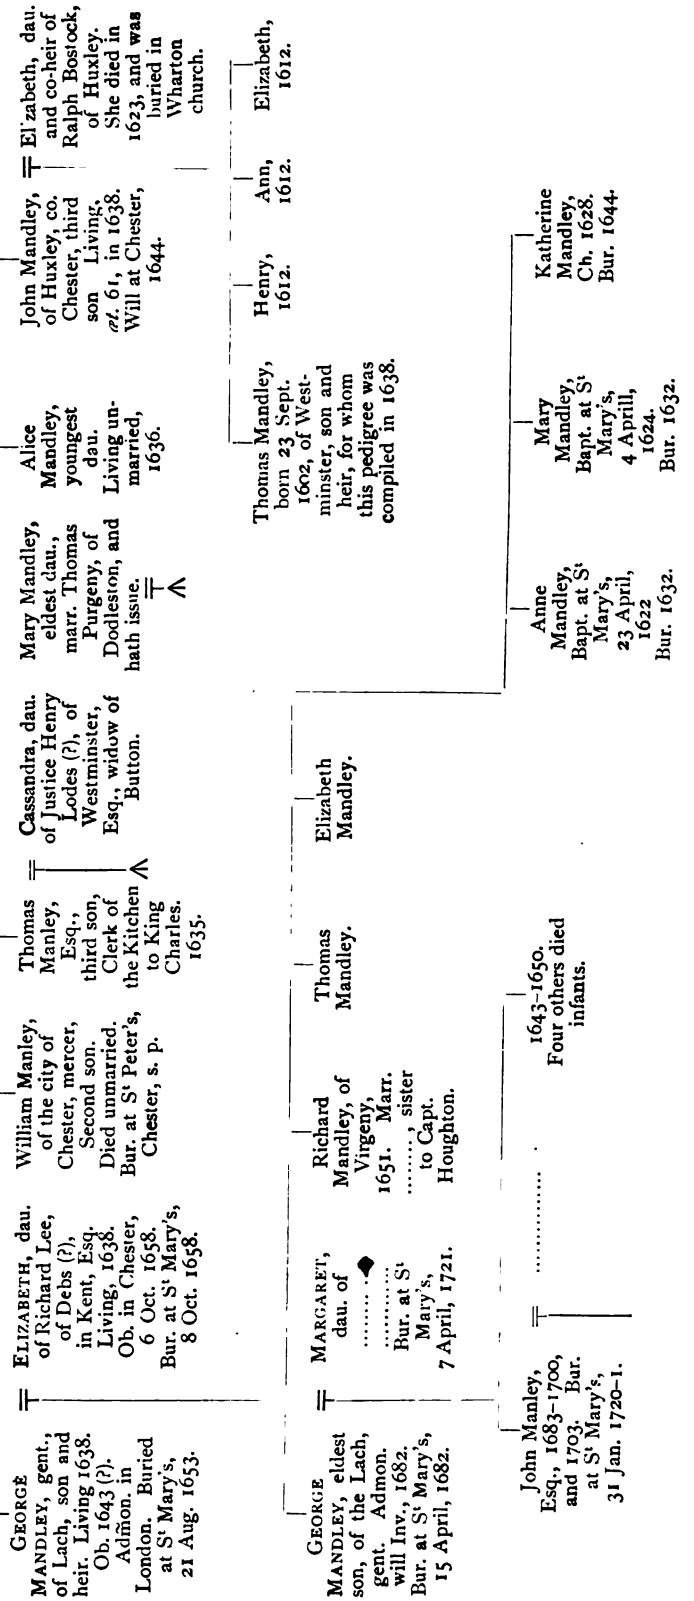 GEORGE
MANDLEY, gent.,
of Lach, son and
heir. Living 1638.
Ob. 1643 (?).
Adm̃on. in
London. Buried
at Sᵗ Mary's,
21 Aug. 1653.
ELIZABETH, dau.
of Richard Lee,
of Debs (?),
in Kent, Esq.
Living, 1638.
Ob. in Chester,
6 Oct. 1658.
Bur. at Sᵗ Mary's,
8 Oct. 1658.
William Manley,
of the city of
Chester, mercer,
Second son.
Died unmarried.
Bur. at Sᵗ Peter's,
Chester, s. p.
Thomas
Manley,
Esq.,
third son,
Clerk of
the Kitchen
to King
Charles.
1635.
Cassandra, dau.
of Justice Henry
Lodes (?), of
Westminster,
Esq., widow of
Button.
Mary Mandley,
eldest dau.,
marr. Thomas
Purgeny, of
Dodleston, and
hath issue.
Alice
Mandley,
youngest
dau.
Living un-
married,
1636.
John Mandley,
of Huxley, co.
Chester, third
son Living.
æt. 61, in 1638.
Will at Chester,
1644.
Elizabeth, dau.
and co-heir of
Ralph Bostock,
of Huxley.
She died in
1623, and was
buried in
Wharton
church.
Thomas Mandley,
born 23 Sept.
1602, of West-
minster, son and
heir, for whom
this pedigree was
compiled in 1638.
Henry,
1612.
Ann,
1612.
Elizabeth,
1612.
GEORGE
MANDLEY, eldest
son, of the Lach,
gent. Admon.
will Inv., 1682.
Bur. at Sᵗ Mary's,
15 April, 1682.
MARGARET,
dau. of
..........
..........
Bur. at Sᵗ
Mary's,
7 April, 1721.
Richard
Mandley, of
Virgeny,
1651. Marr.
........, sister
to Capt.
Houghton.
Thomas
Mandley.
Elizabeth
Mandley.
Anne
Mandley,
Bapt. at Sᵗ
Mary's,
23 April,
1622
Bur. 1632.
Mary
Mandley,
Bapt. at Sᵗ
Mary's,
4 Aprill,
1624.
Bur. 1632.
Katherine
Mandley,
Ch. 1628.
Bur. 1644.
John Manley,
Esq., 1683–1700,
and 1703. Bur.
at Sᵗ Mary's,
31 Jan. 1720-1.
................
1643–1650.
Four others died
infants.